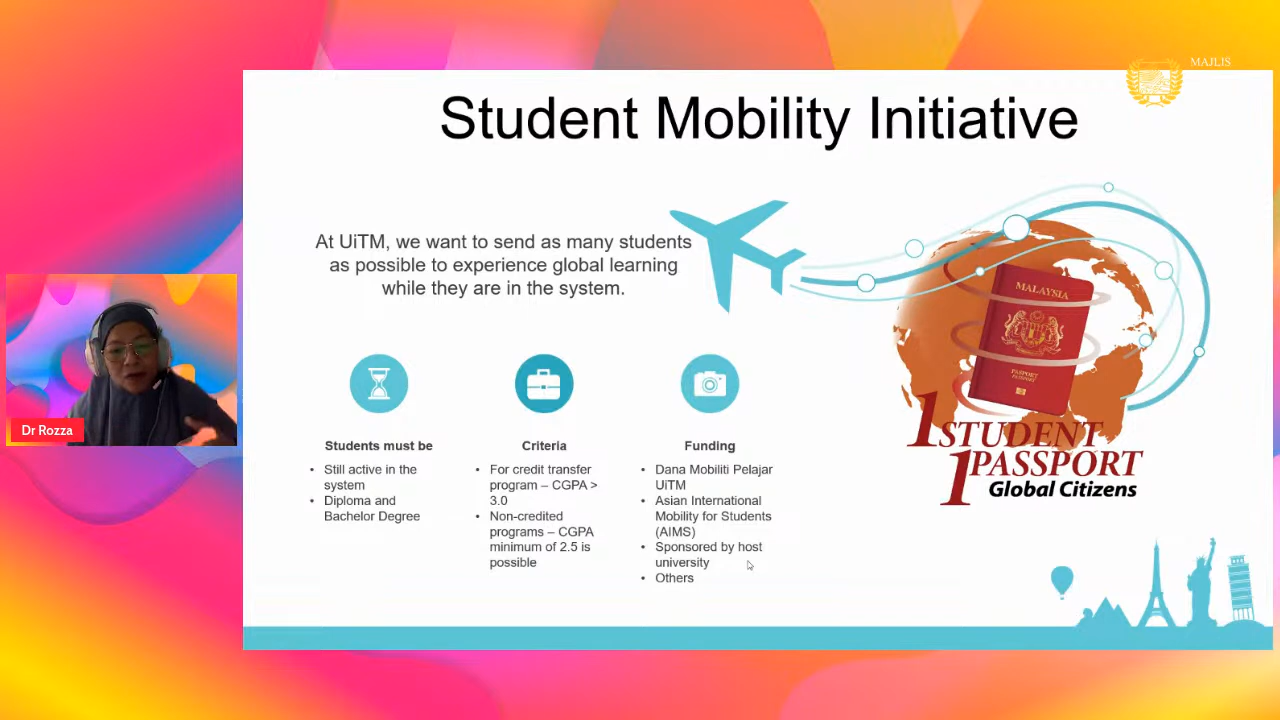 MAJLIS
Student Mobility Initiative
At UiTM, we want to send as many students
as possible to experience global learning
while they are in the system.
Students must be
• Still active in the
system
• Diploma and
Bachelor Degree
Criteria
• For credit transfer
program – CGPA >
3.0
• Non-credited
programs – CGPA
minimum of 2.5 is
possible
Funding
• Dana Mobiliti Pelajar
UiTM
• Asian International
Mobility for Students
(AIMS)
• Sponsored by host
university
• Others
MALAYSIA
PASPORT
PASSPORT
1STUDENT
1PASSPORT
Global Citizens
Dr Rozza